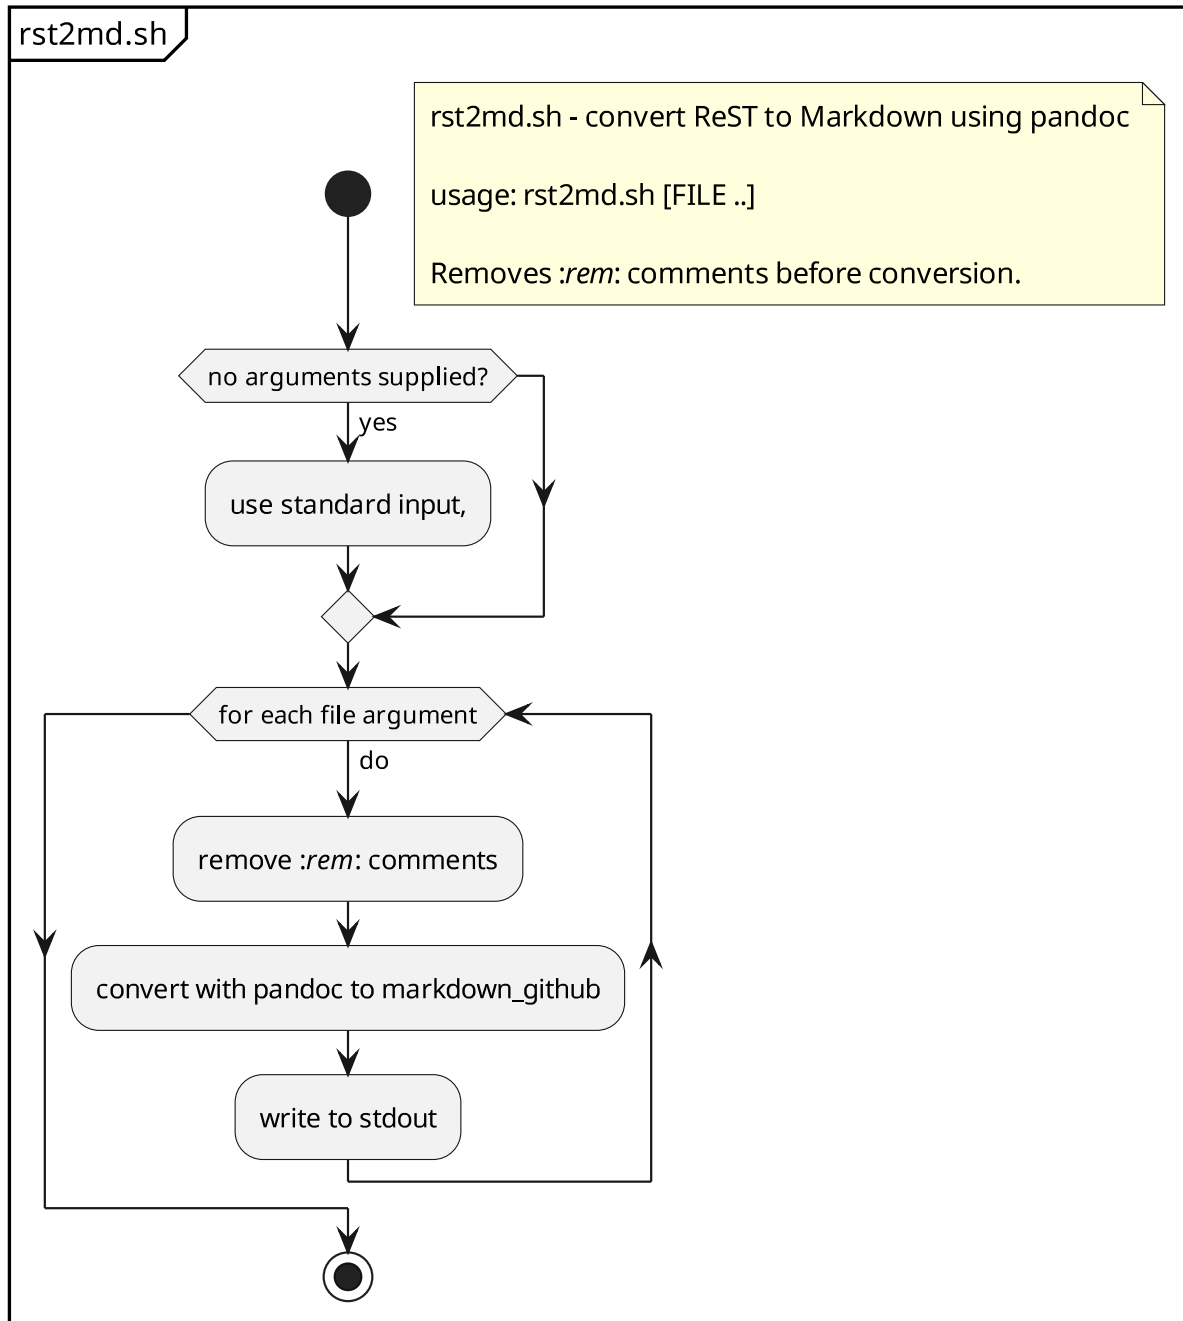 rst2md.sh
rst2md.sh - convert ReST to Markdown using pandoc
usage: rst2md.sh [FILE ..]
Removes :rem: comments before conversion.
no arguments supplied?
yes
use standard input,
for each file argument
do
remove :rem: comments
convert with pandoc to markdown_github
write to stdout